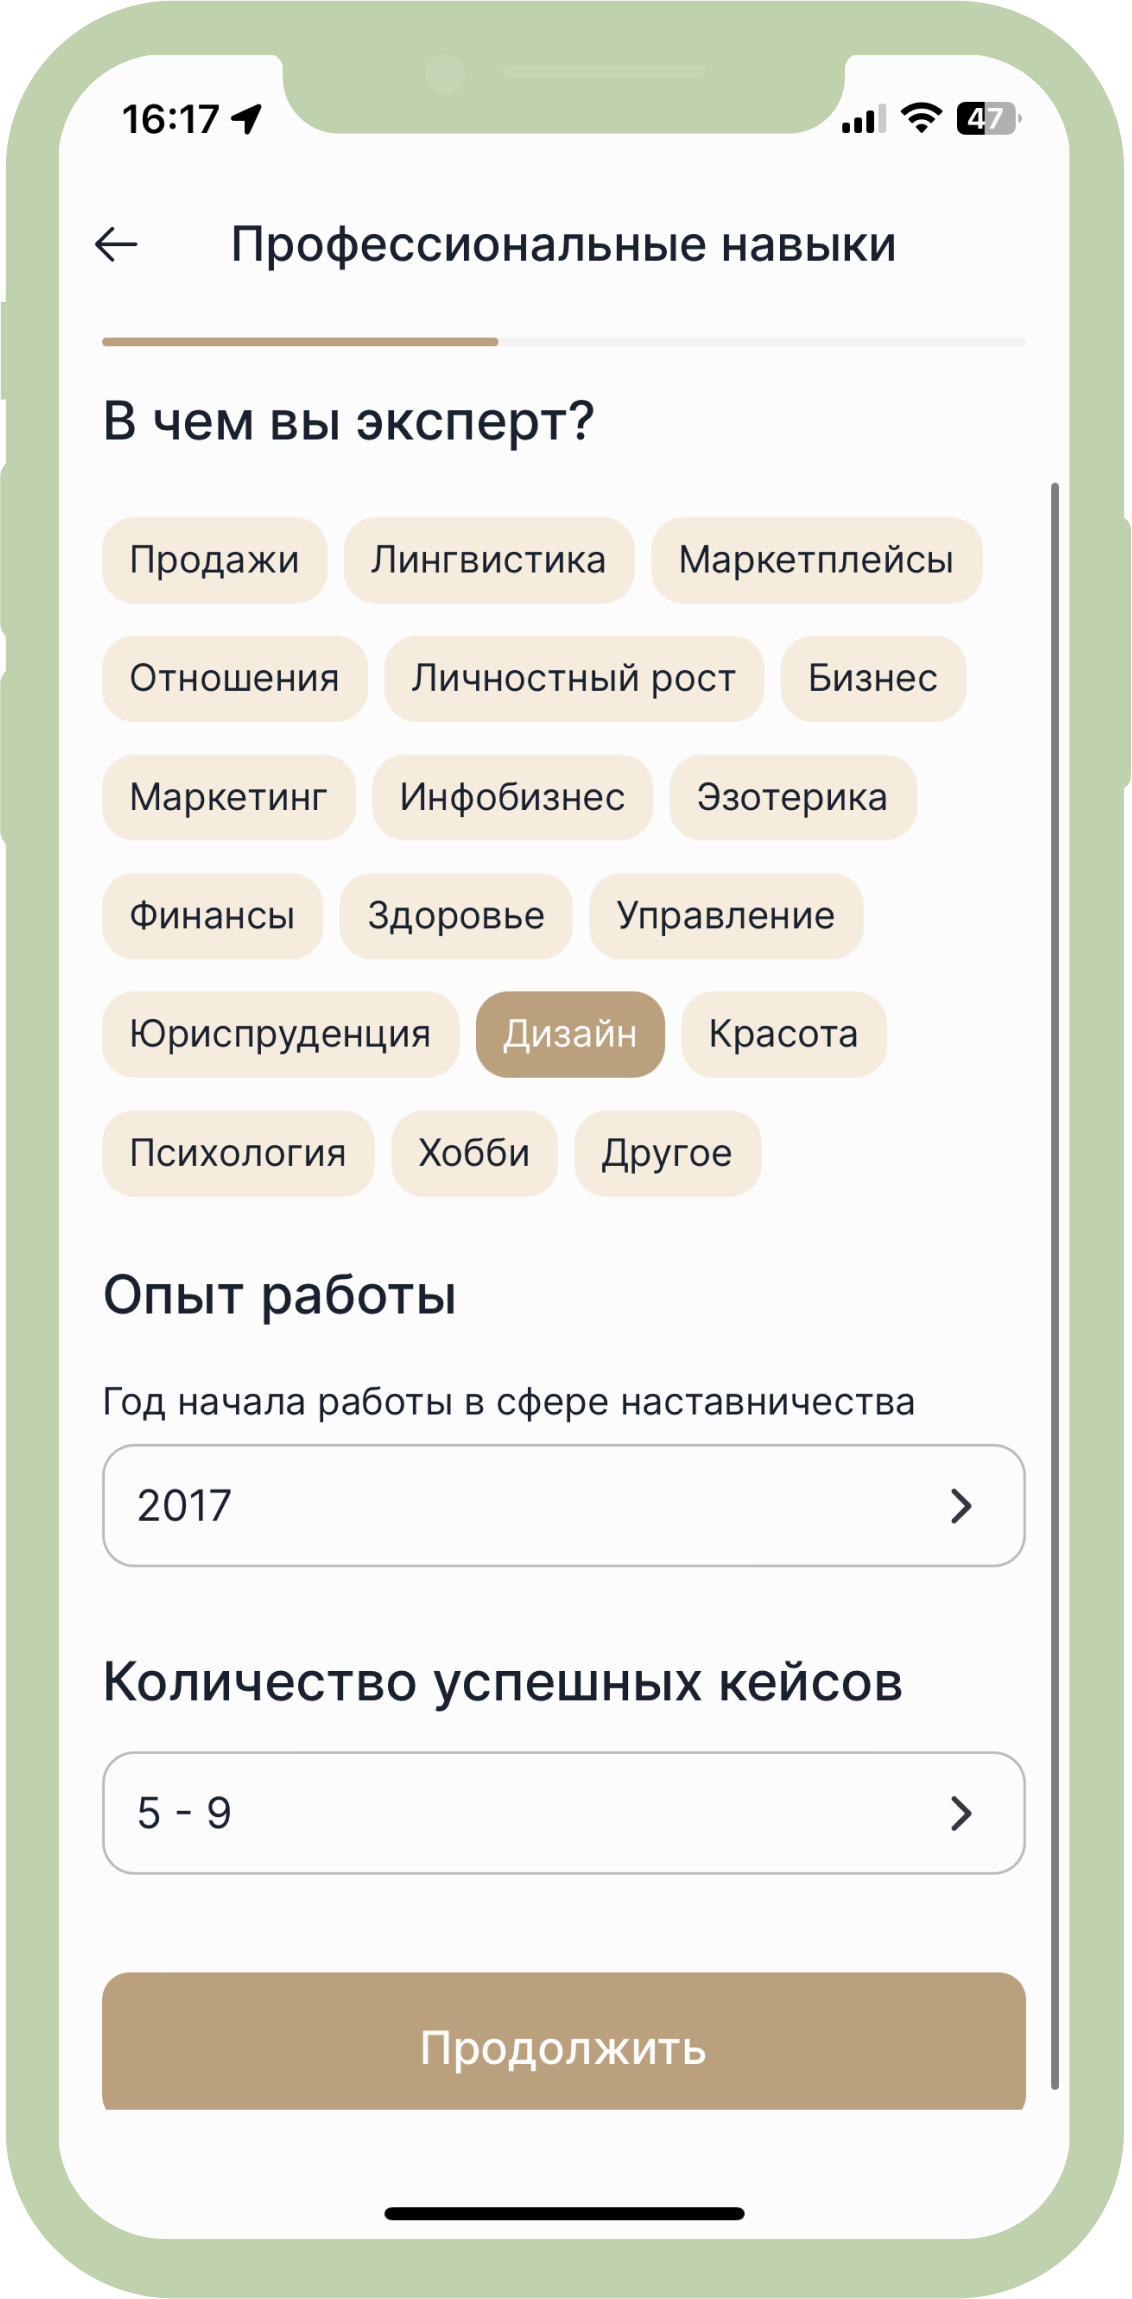 16:17
47
Профессиональные навыки
В чем вы эксперт?
Продажи Лингвистика Маркетплейсы
Отношения Личностный рост Бизнес
Маркетинг Инфобизнес Эзотерика
Финансы Здоровье Управление
Юриспруденция Дизайн Красота
Психология Хобби Другое
Опыт работы
Год начала работы в сфере наставничества
2017
Количество успешных кейсов
5 - 9
Продолжить